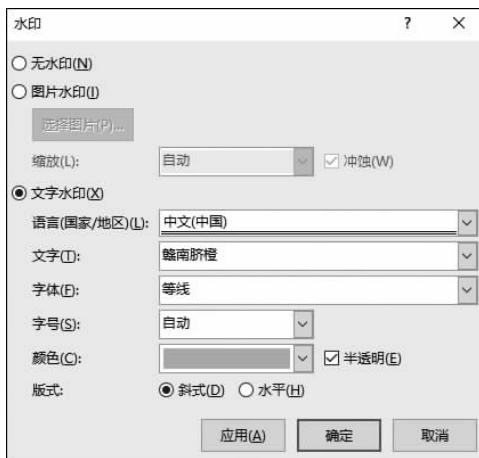 水印 ? ×
无水印(N)
图片水印(I)
选择图片(P)...
缩放(L): 自动 冲蚀(W)
文字水印(X)
语言(国家/地区)(L): 中文(中国)
文字(T): 赣南脐橙
字体(F): 等线
字号(S): 自动
颜色(C): 半透明(E)
版式: 斜式(D) 水平(H)
应用(A) 确定 取消